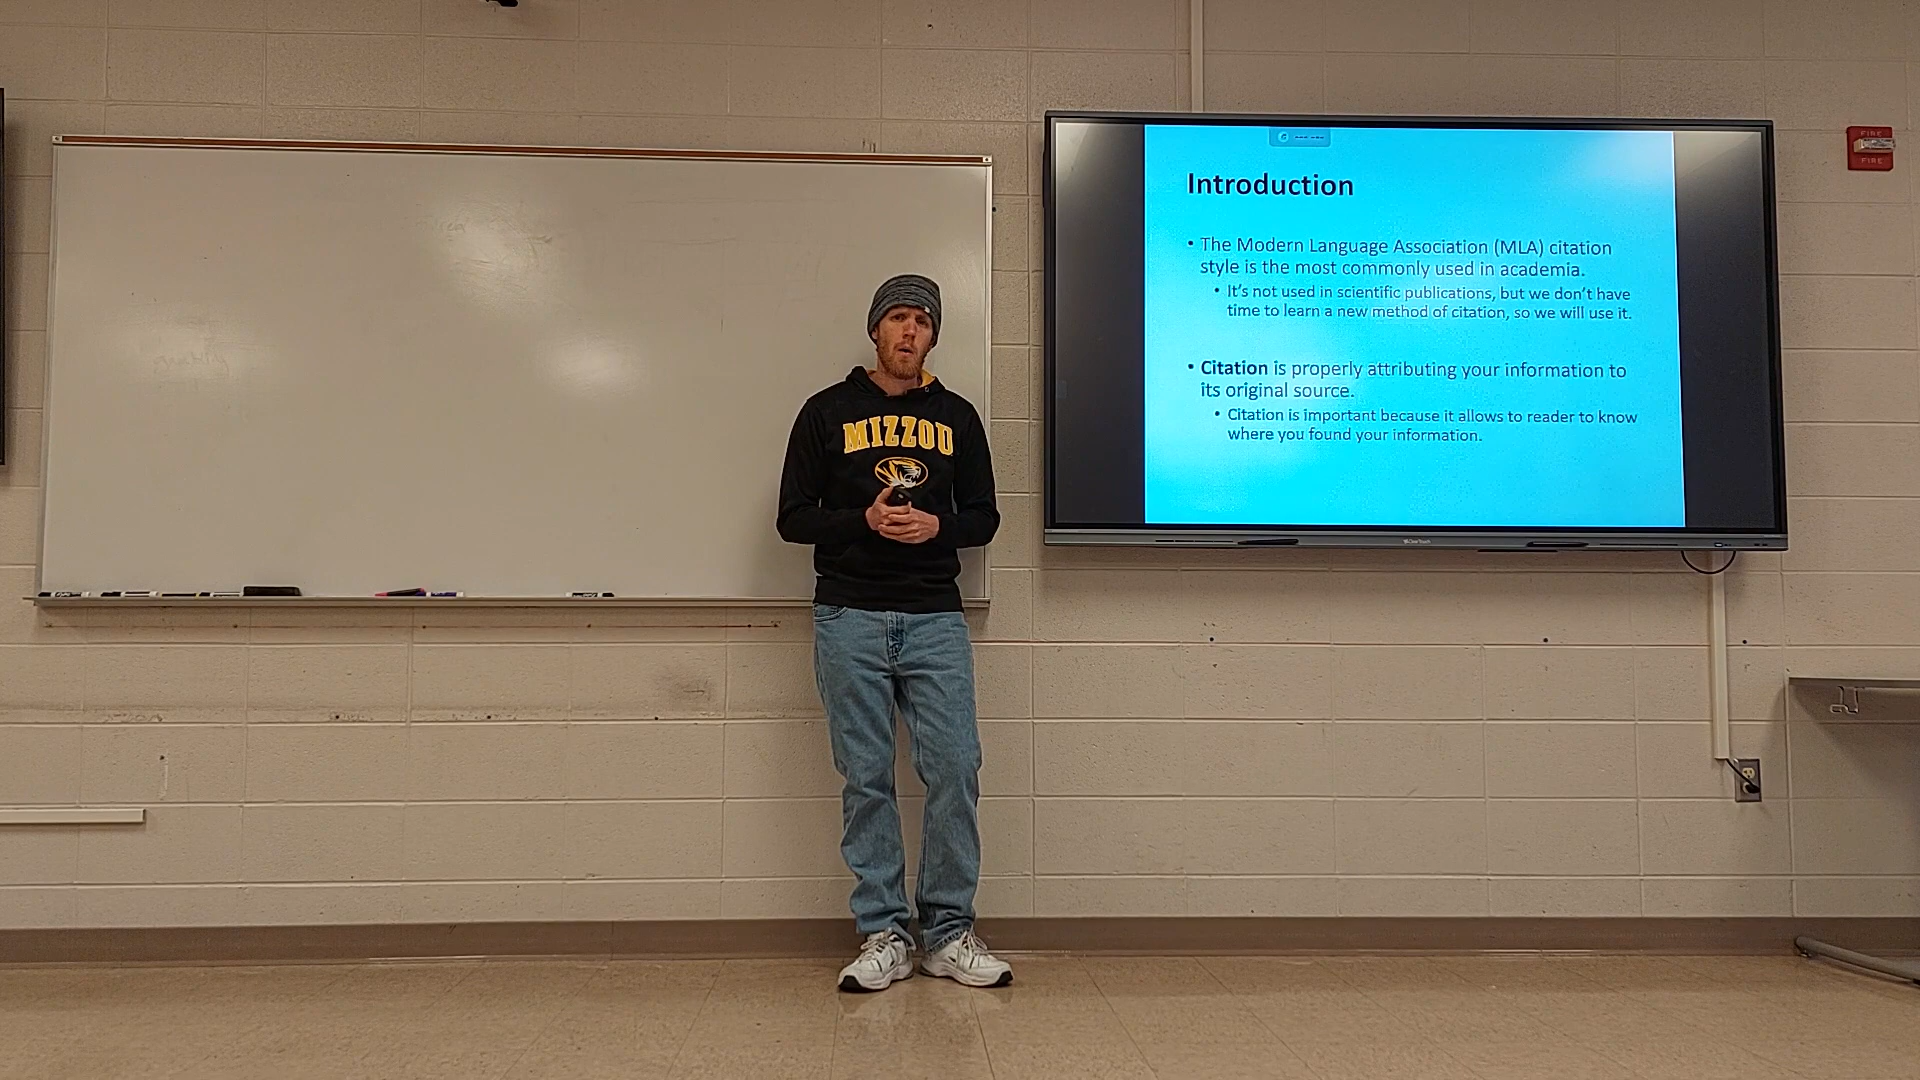 Introduction
• The Modern Language Association (MLA) citation
style is the most commonly used in academia.
• It's not used in scientific publications, but we don't have
time to learn a new method of citation, so we will use it.
• Citation is properly attributing your information to
its original source.
• Citation is important because it allows to reader to know
where you found your information.
MIZZOU
FIRE
FIRE